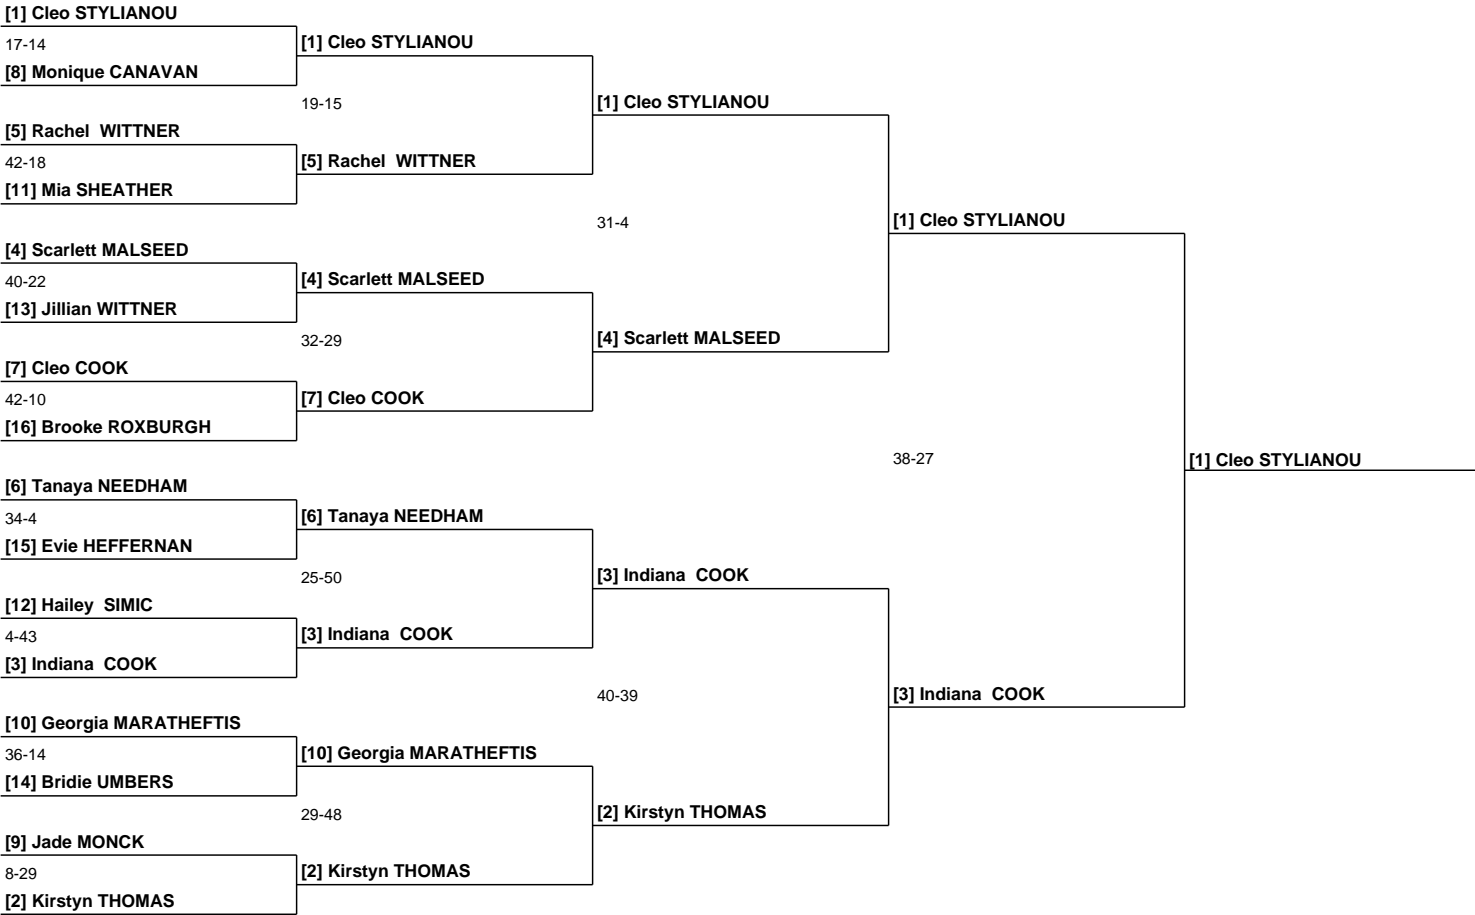 [1] Cleo STYLIANOU
17-14
[8] Monique CANAVAN
[5] Rachel  WITTNER
42-18
[11] Mia SHEATHER
[4] Scarlett MALSEED
40-22
[13] Jillian WITTNER
[7] Cleo COOK
42-10
[16] Brooke ROXBURGH
[6] Tanaya NEEDHAM
34-4
[15] Evie HEFFERNAN
[12] Hailey  SIMIC
4-43
[3] Indiana  COOK
[10] Georgia MARATHEFTIS
36-14
[14] Bridie UMBERS
[9] Jade MONCK
8-29
[2] Kirstyn THOMAS
[1] Cleo STYLIANOU
19-15
[5] Rachel  WITTNER
[4] Scarlett MALSEED
32-29
[7] Cleo COOK
[6] Tanaya NEEDHAM
25-50
[3] Indiana  COOK
[10] Georgia MARATHEFTIS
29-48
[2] Kirstyn THOMAS
[1] Cleo STYLIANOU
31-4
[4] Scarlett MALSEED
[3] Indiana  COOK
40-39
[2] Kirstyn THOMAS
[1] Cleo STYLIANOU
38-27
[3] Indiana  COOK
[1] Cleo STYLIANOU